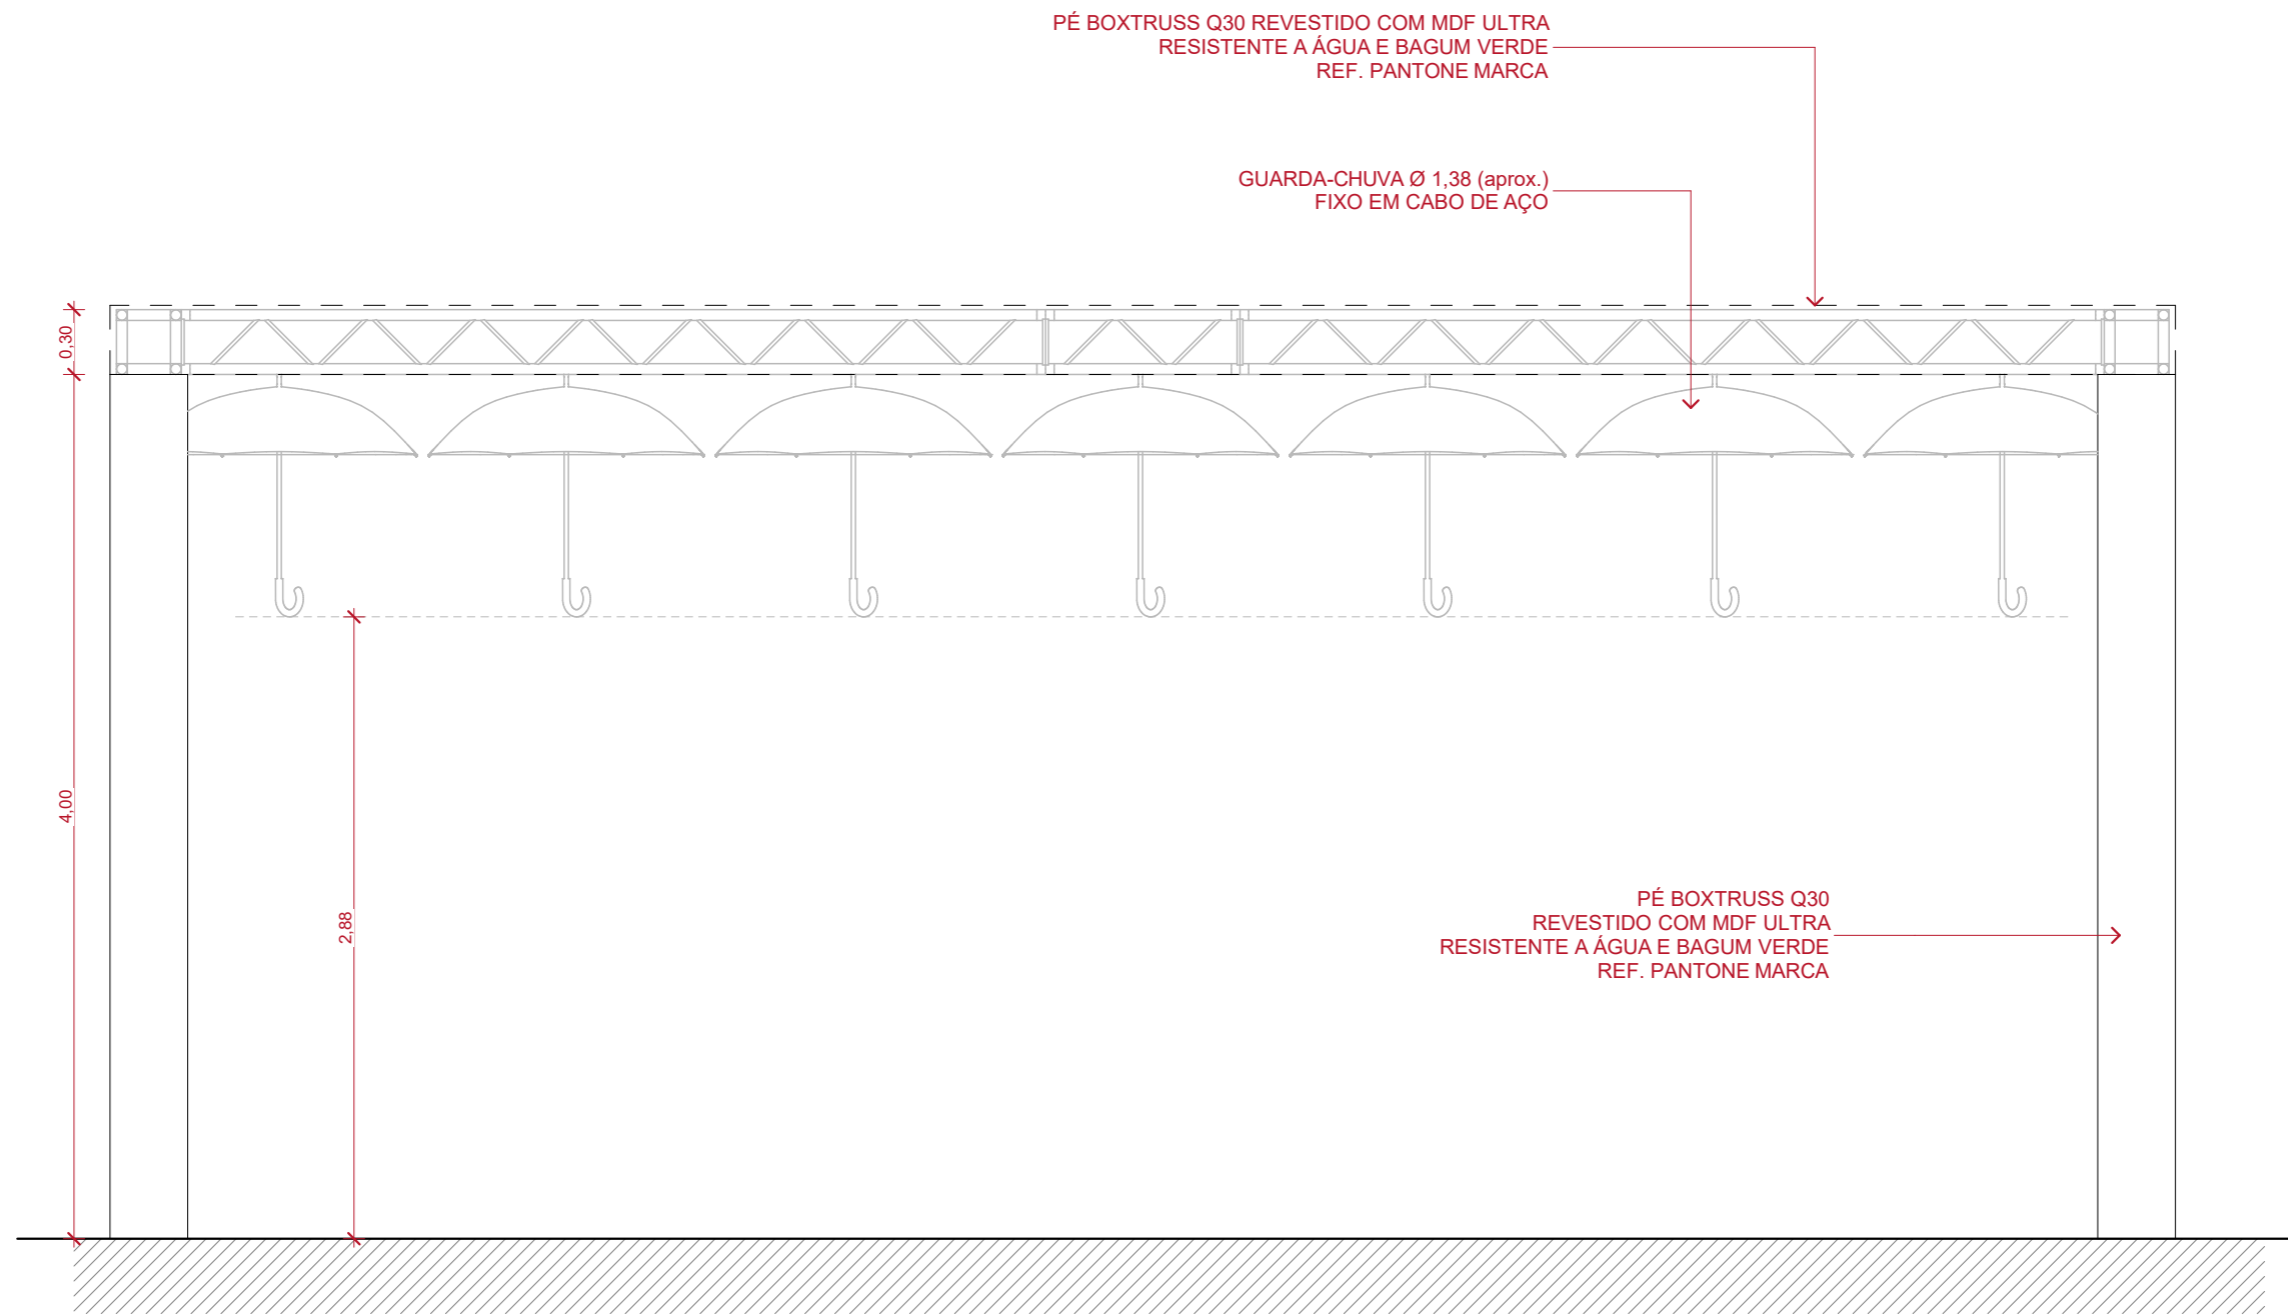 PÉ BOXTRUSS Q30 REVESTIDO COM MDF ULTRA
RESISTENTE A ÁGUA E BAGUM VERDE
REF. PANTONE MARCA
GUARDA-CHUVA Ø 1,38 (aprox.)
FIXO EM CABO DE AÇO
0,30
4,00
2,88
PÉ BOXTRUSS Q30
REVESTIDO COM MDF ULTRA
RESISTENTE A ÁGUA E BAGUM VERDE
REF. PANTONE MARCA